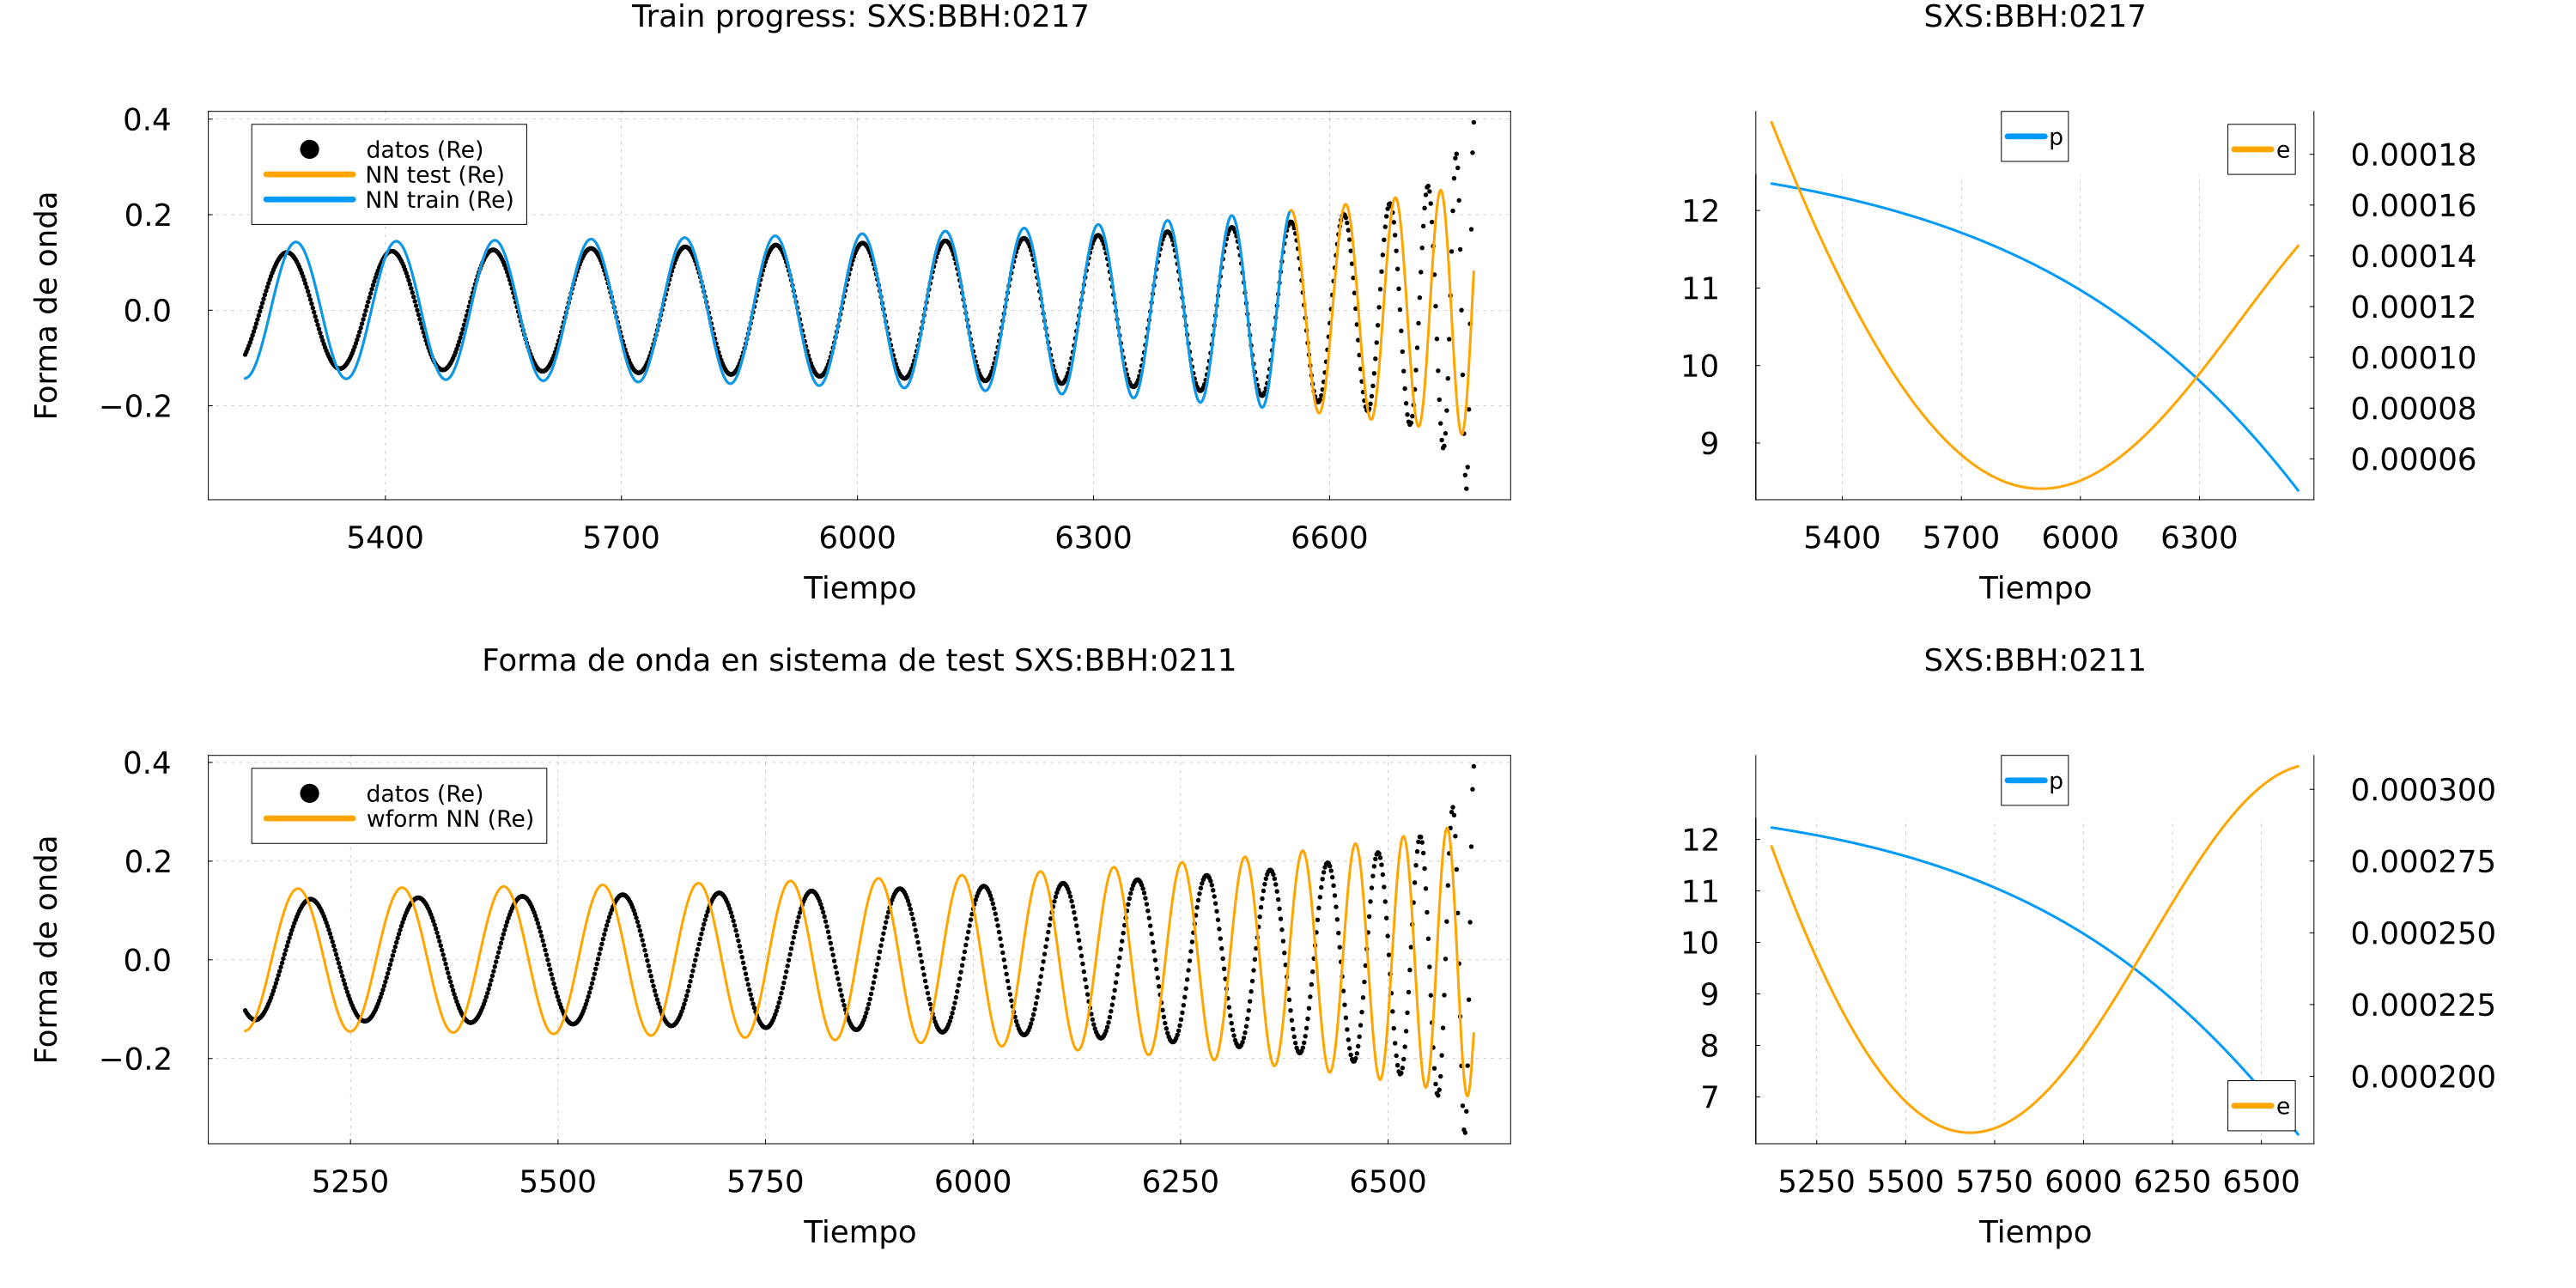 Train progress: SXS:BBH:0217
0.4
0.2
0.0
−0.2
Forma de onda
datos (Re)
NN test (Re)
NN train (Re)
5400 5700 6000 6300 6600
Tiempo
SXS:BBH:0217
12
11
10
9
p
e
0.00018
0.00016
0.00014
0.00012
0.00010
0.00008
0.00006
5400 5700 6000 6300
Tiempo
Forma de onda en sistema de test SXS:BBH:0211
0.4
0.2
0.0
−0.2
Forma de onda
datos (Re)
wform NN (Re)
5250 5500 5750 6000 6250 6500
Tiempo
SXS:BBH:0211
12
11
10
9
8
7
p
e
0.000300
0.000275
0.000250
0.000225
0.000200
5250 5500 5750 6000 6250 6500
Tiempo